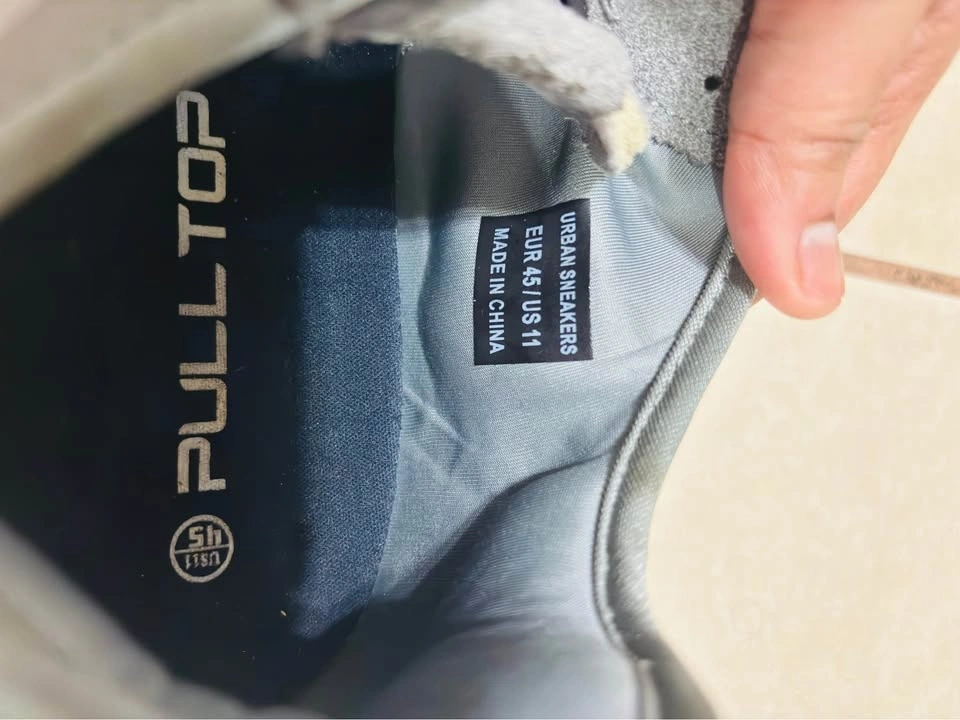 PULL TOP
45
US11
URBAN SNEAKERS
EUR 45 / US 11
MADE IN CHINA